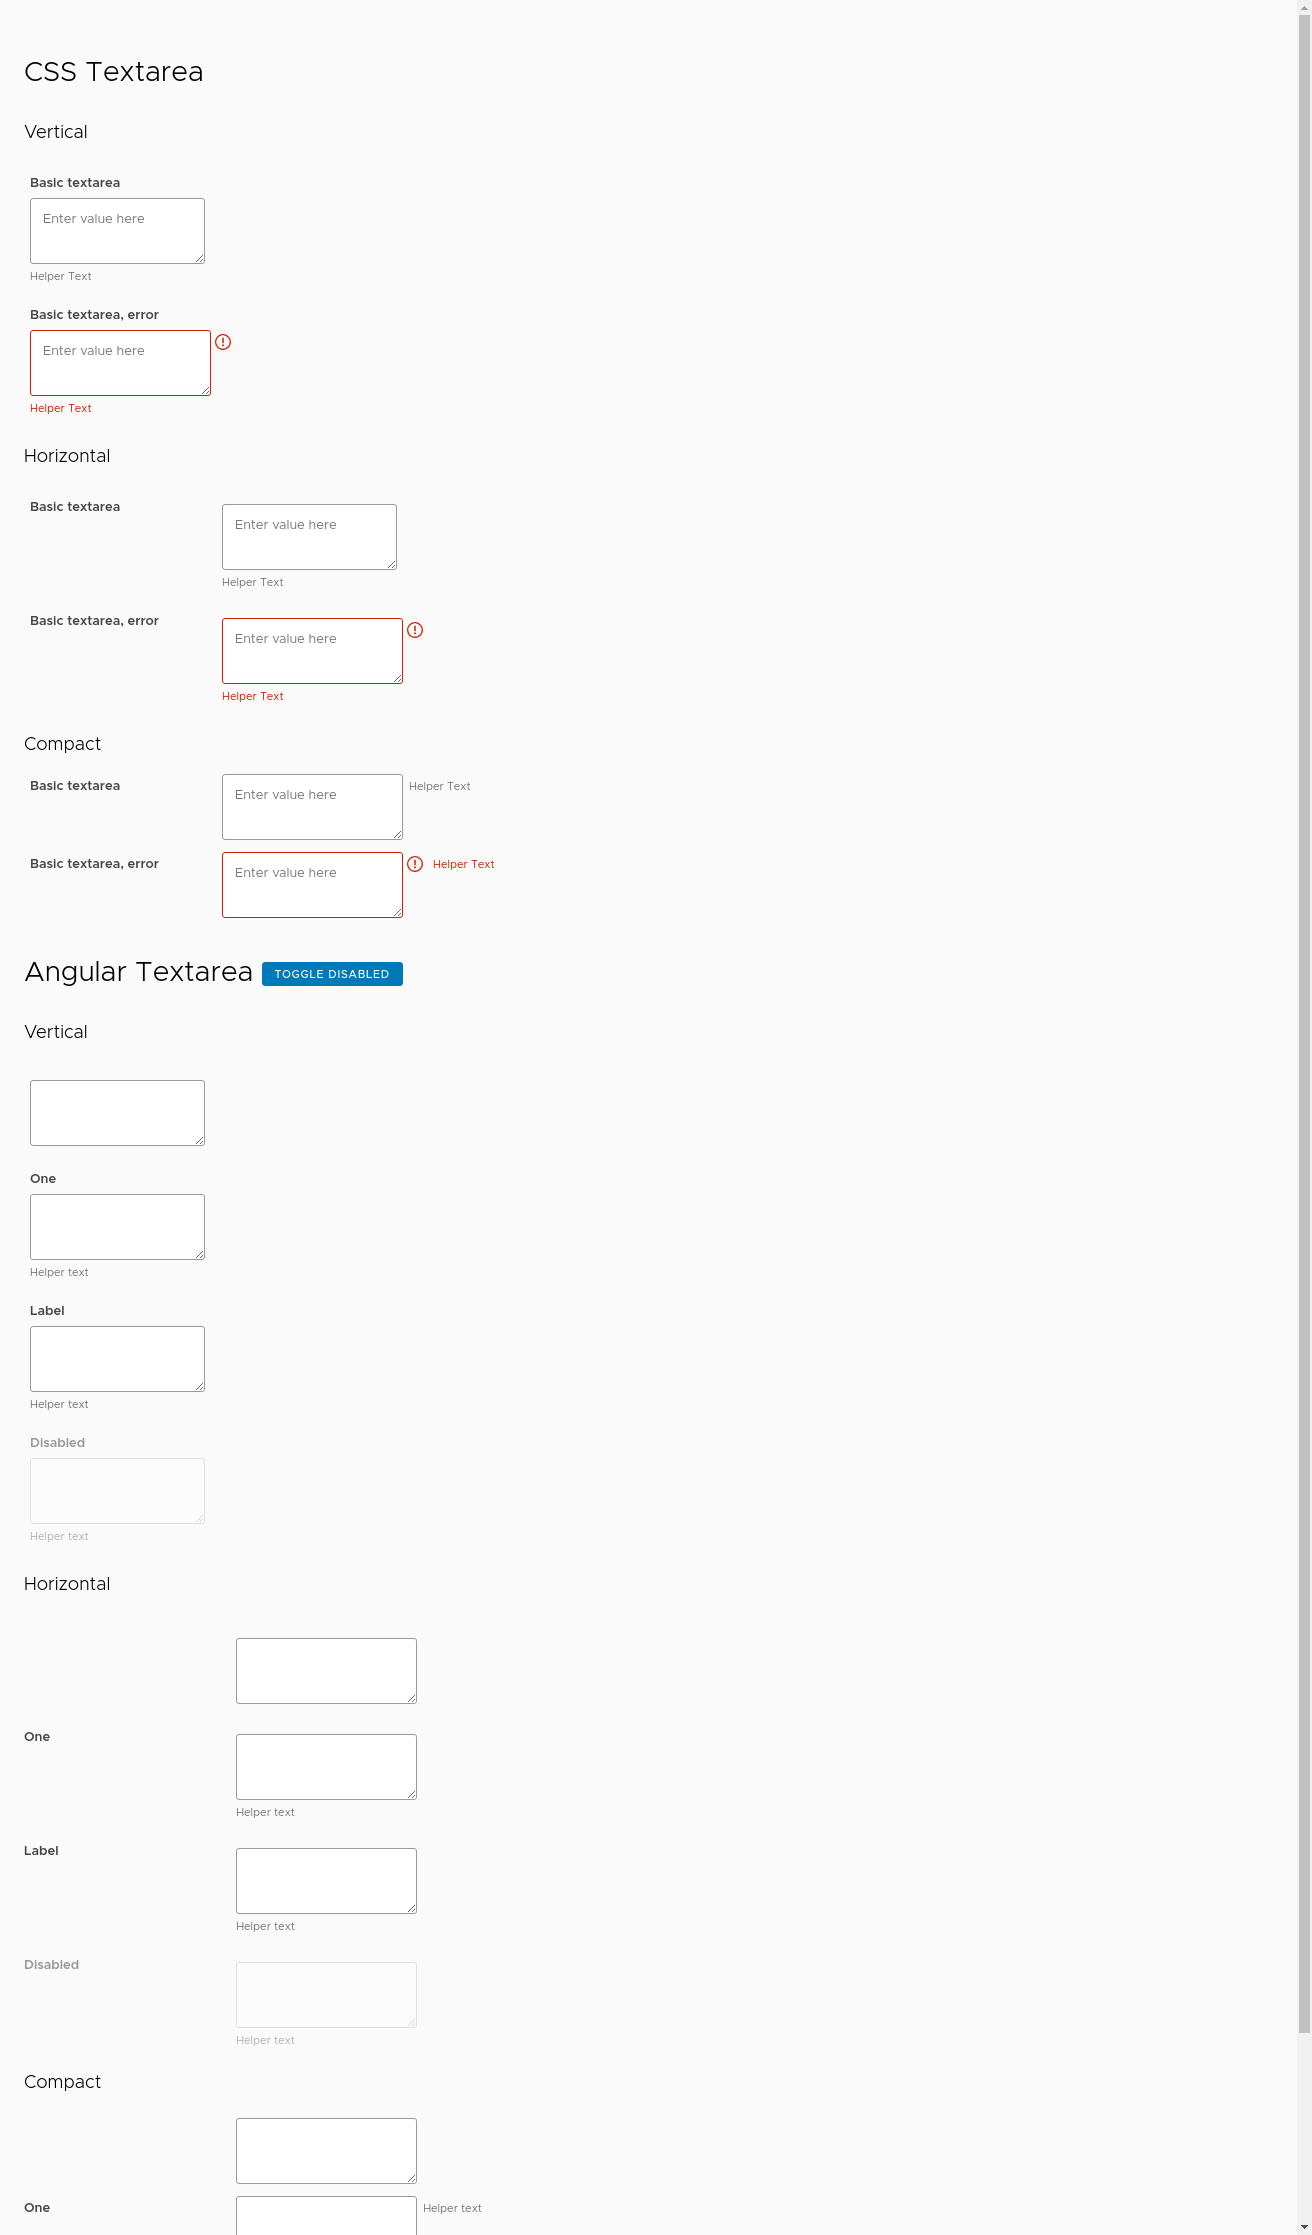 CSS Textarea
Vertical
Basic textarea
Enter value here
Helper Text
Basic textarea, error
Enter value here
Helper Text
Horizontal
Basic textarea
Enter value here
Helper Text
Basic textarea, error
Enter value here
Helper Text
Compact
Basic textarea
Enter value here
Helper Text
Basic textarea, error
Enter value here
Helper Text
Angular Textarea TOGGLE DISABLED
Vertical
One
Helper text
Label
Helper text
Disabled
Helper text
Horizontal
One
Helper text
Label
Helper text
Disabled
Helper text
Compact
One
Helper text